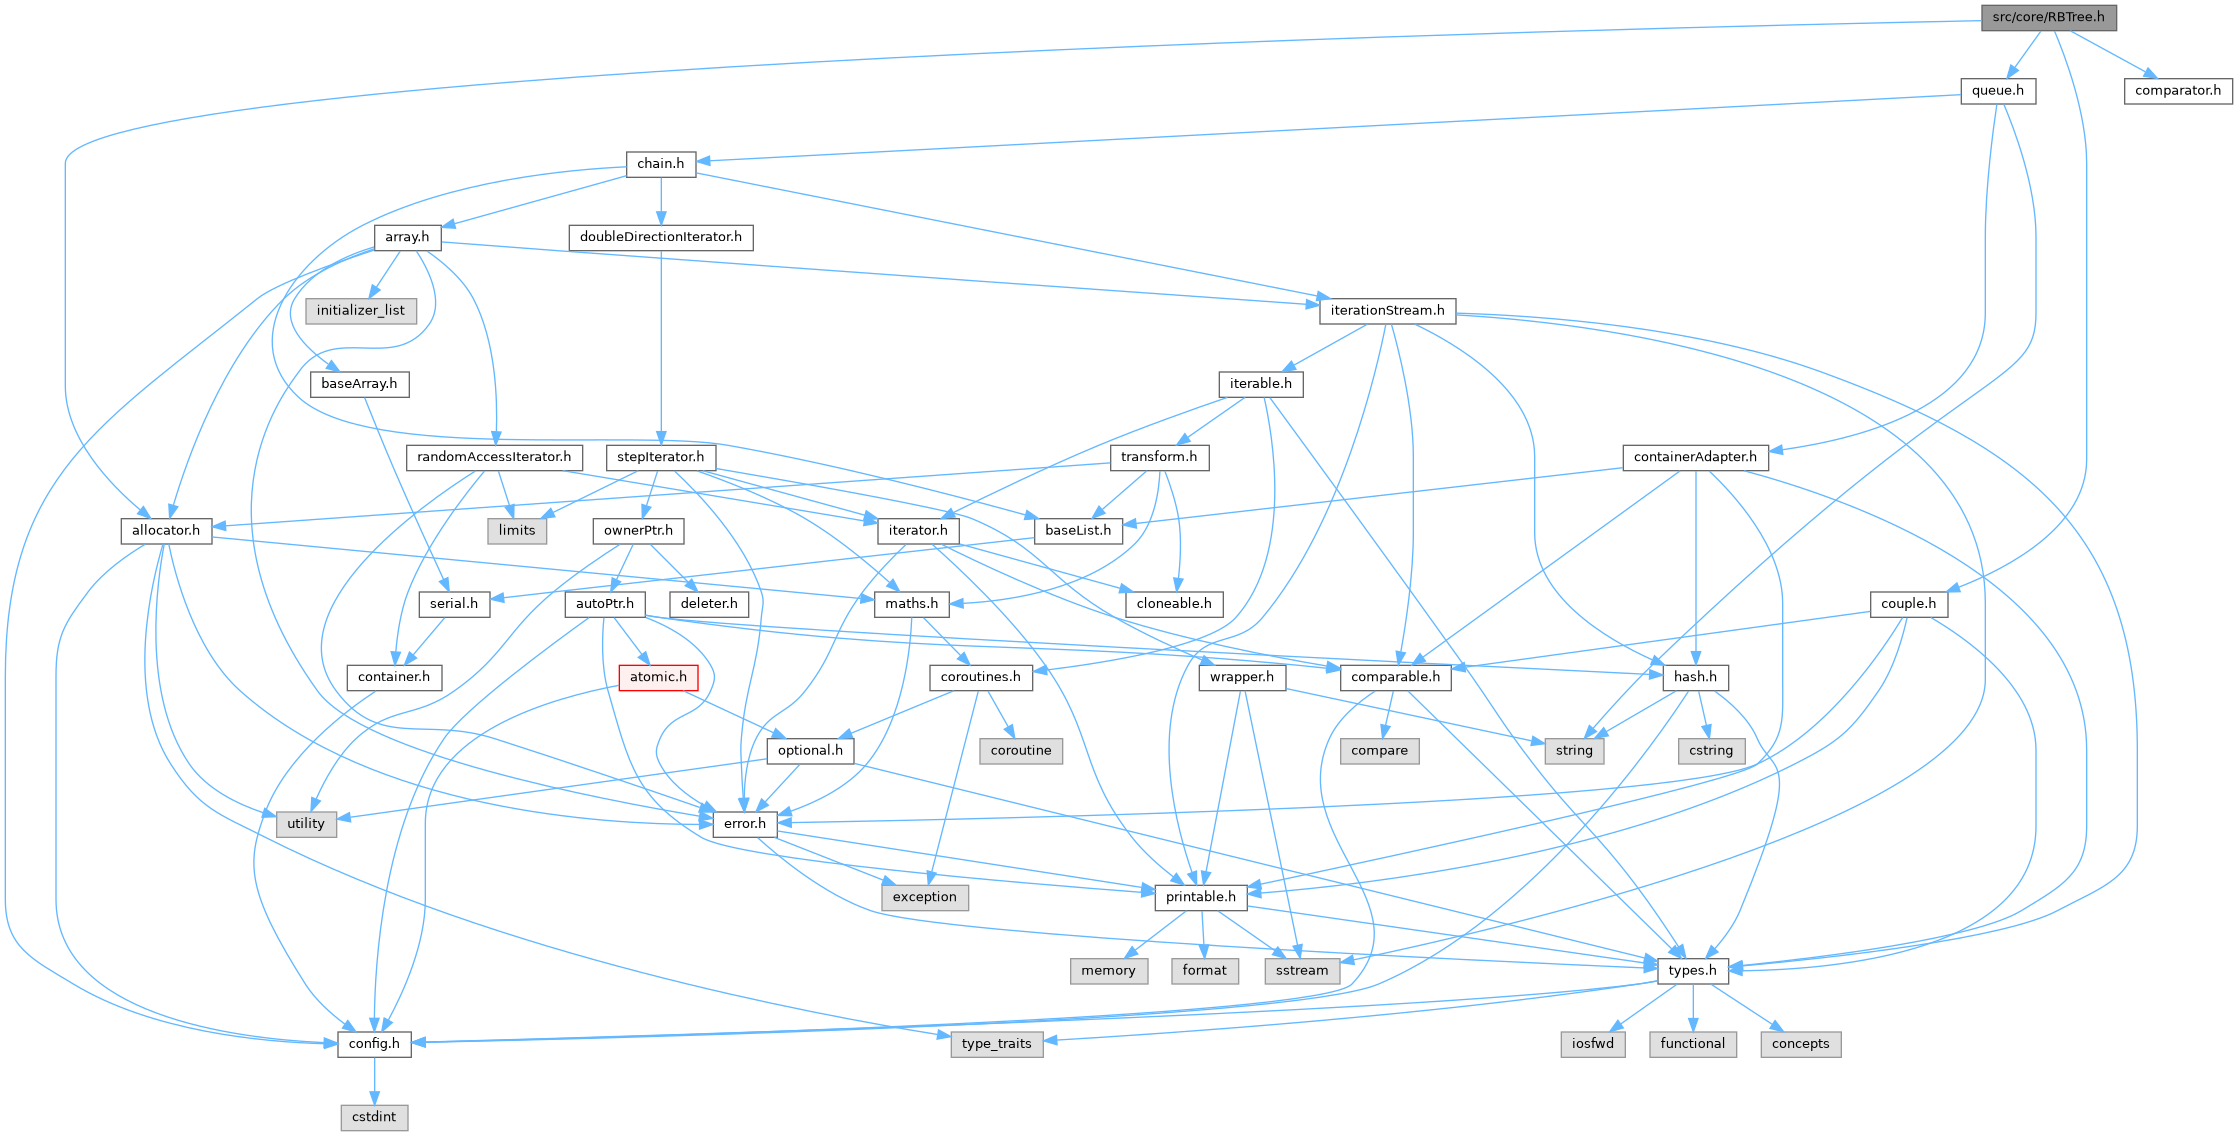 src/core/RBTree.h
queue.h
comparator.h
chain.h
array.h
doubleDirectionIterator.h
initializer_list
iterationStream.h
baseArray.h
iterable.h
randomAccessIterator.h
stepIterator.h
transform.h
containerAdapter.h
allocator.h
limits
ownerPtr.h
iterator.h
baseList.h
serial.h
autoPtr.h
deleter.h
maths.h
cloneable.h
couple.h
container.h
atomic.h
coroutines.h
wrapper.h
comparable.h
hash.h
optional.h
coroutine
compare
string
cstring
utility
error.h
exception
printable.h
memory
format
sstream
types.h
config.h
type_traits
iosfwd
functional
concepts
cstdint